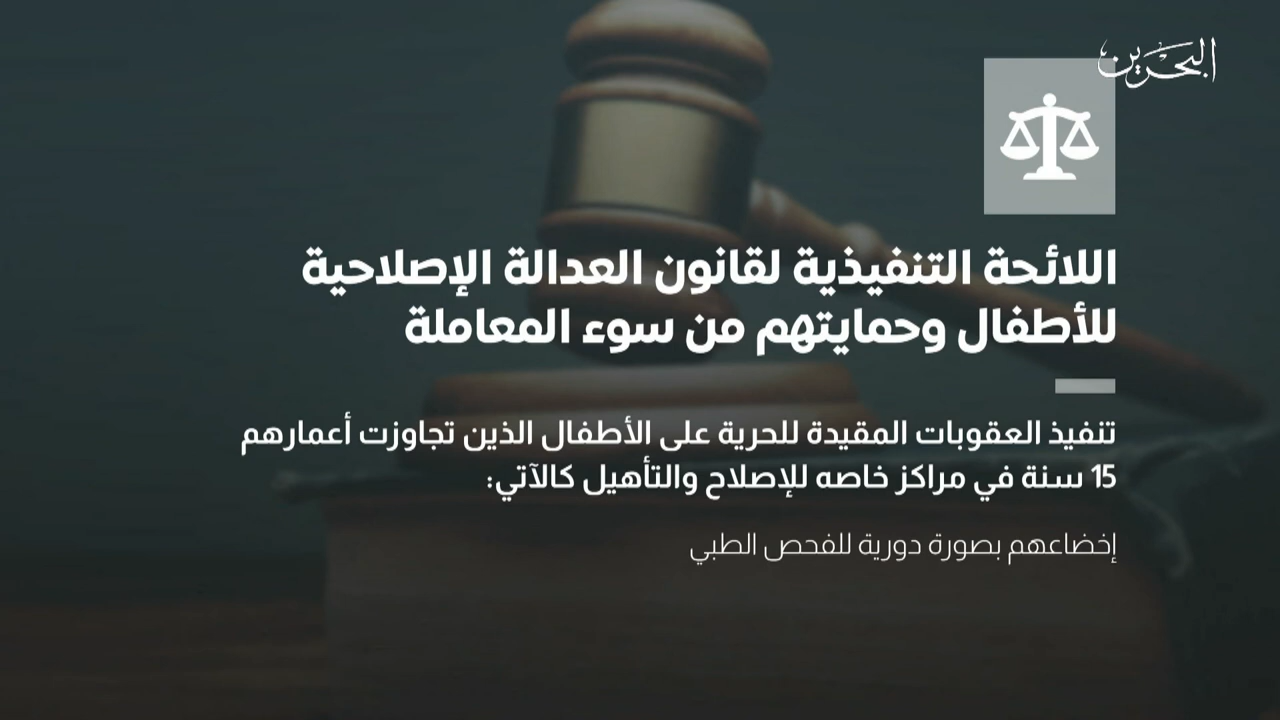 البحرين
اللائحة التنفيذية لقانون العدالة الإصلاحية
للأطفال وحمايتهم من سوء المعاملة
تنفيذ العقوبات المقيدة للحرية على الأطفال الذين تجاوزت أعمارهم
15 سنة في مراكز خاصه للإصلاح والتأهيل كالآتي:
إخضاعهم بصورة دورية للفحص الطبي